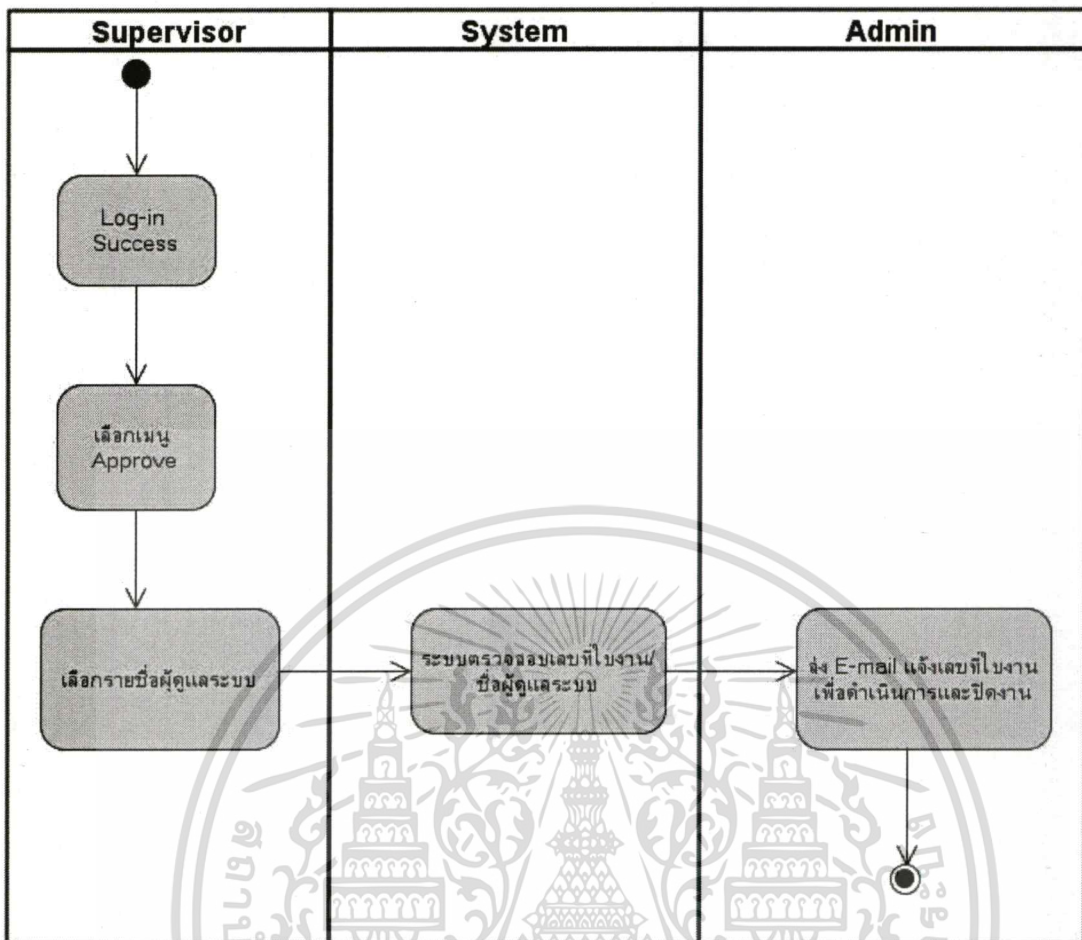 Supervisor
System
Admin
Log-in
Success
เลือกเมนู
Approve
เลือกรายชื่อผู้ดูแลระบบ
ระบบตรวจสอบเลขที่ใบงาน/
ชื่อผู้ดูแลระบบ
ส่ง E-mail แจ้งเลขที่ใบงาน
เพื่อดำเนินการและปิดงาน